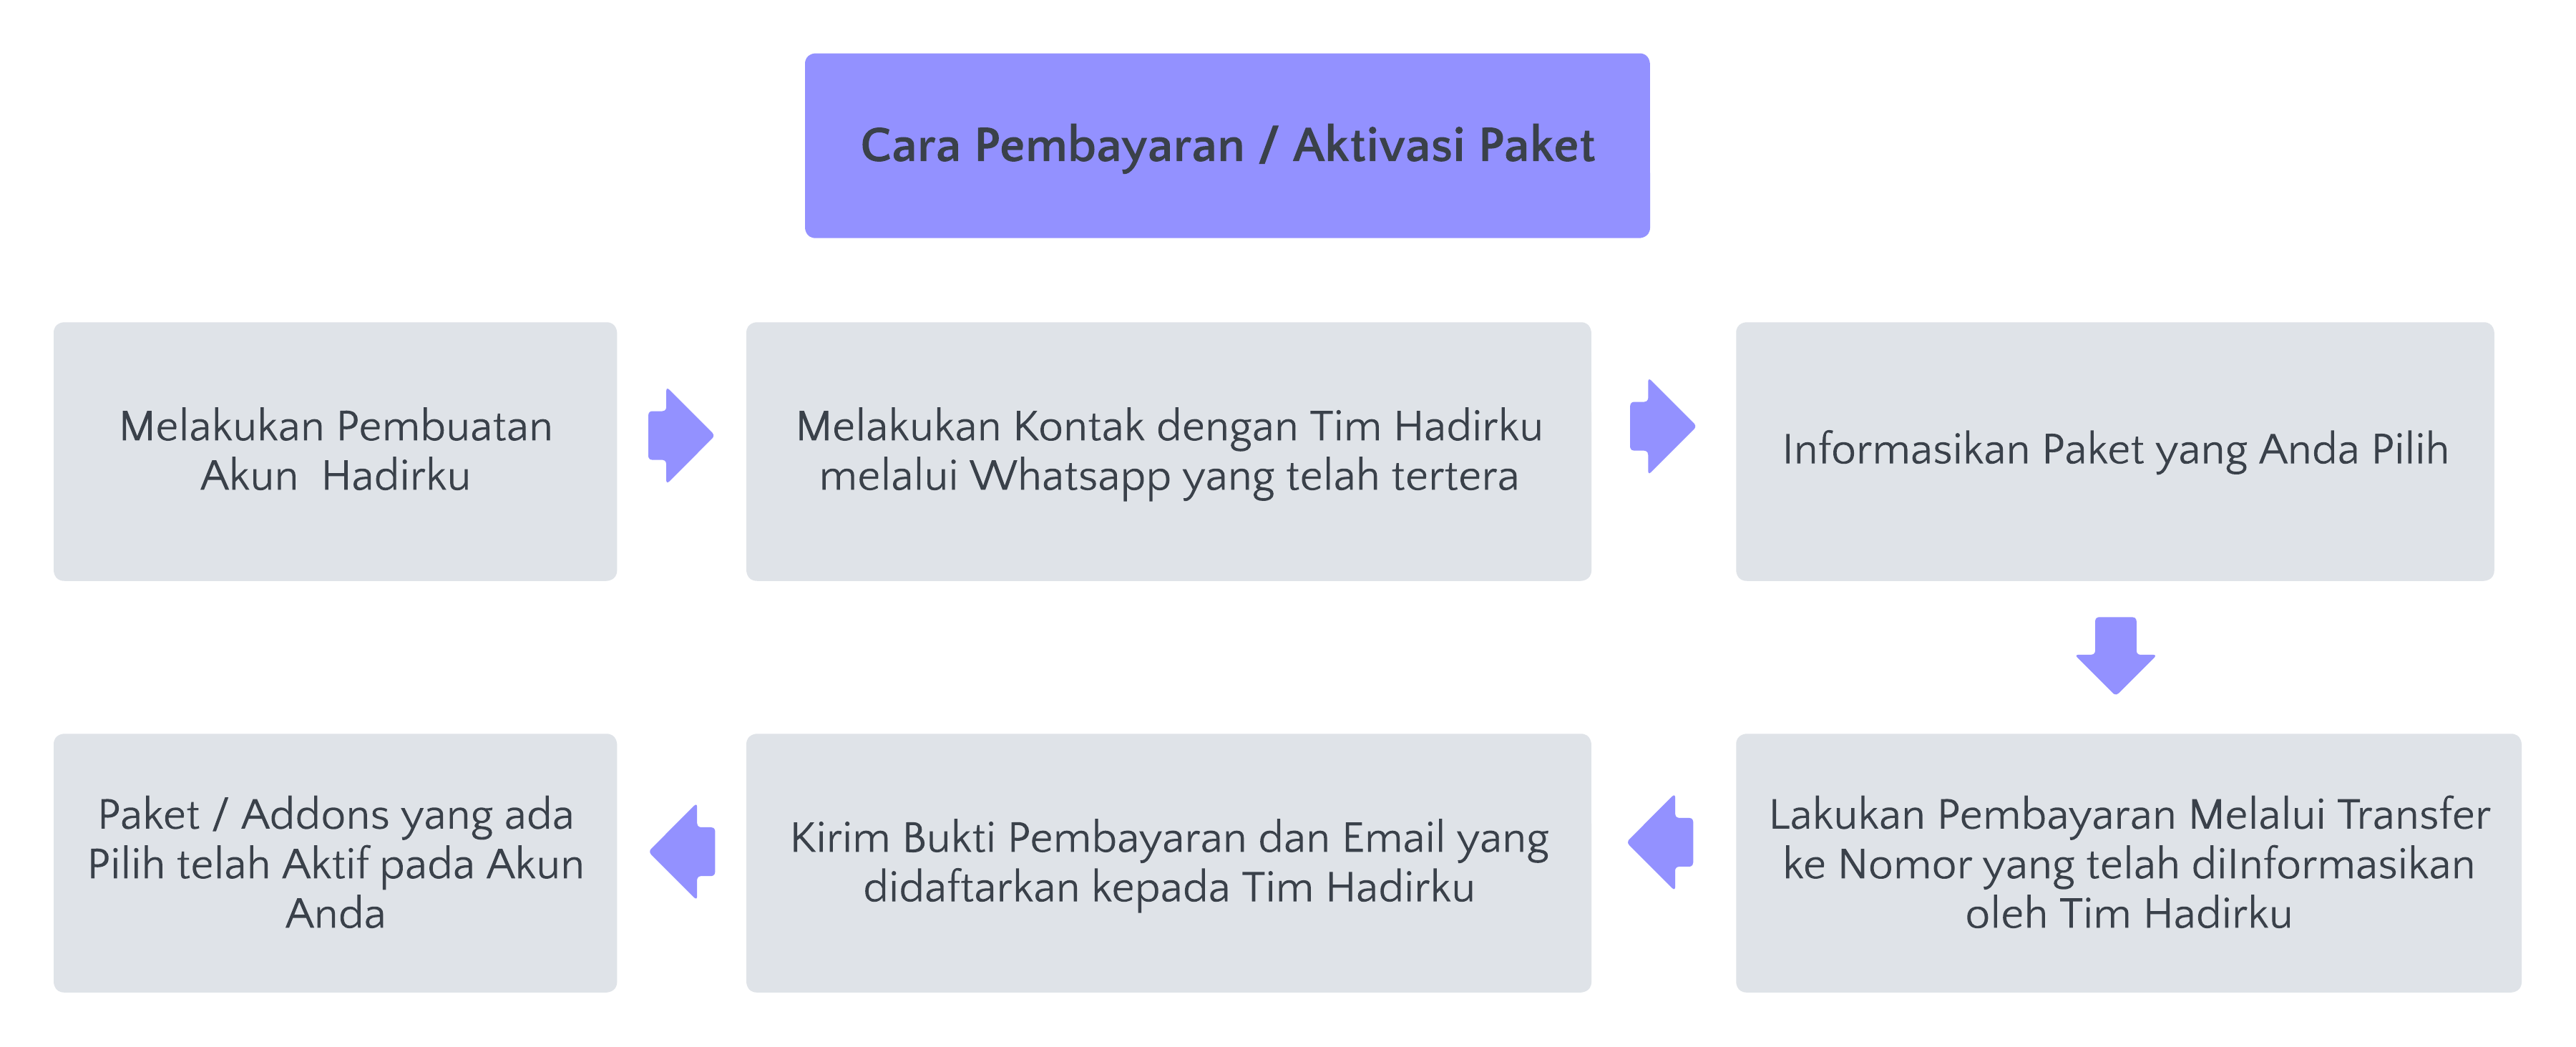 Cara Pembayaran / Aktivasi Paket
Melakukan Pembuatan
Akun  Hadirku
Melakukan Kontak dengan Tim Hadirku
melalui Whatsapp yang telah tertera
Informasikan Paket yang Anda Pilih
Lakukan Pembayaran Melalui Transfer
ke Nomor yang telah diInformasikan
oleh Tim Hadirku
Kirim Bukti Pembayaran dan Email yang
didaftarkan kepada Tim Hadirku
Paket / Addons yang ada
Pilih telah Aktif pada Akun
Anda